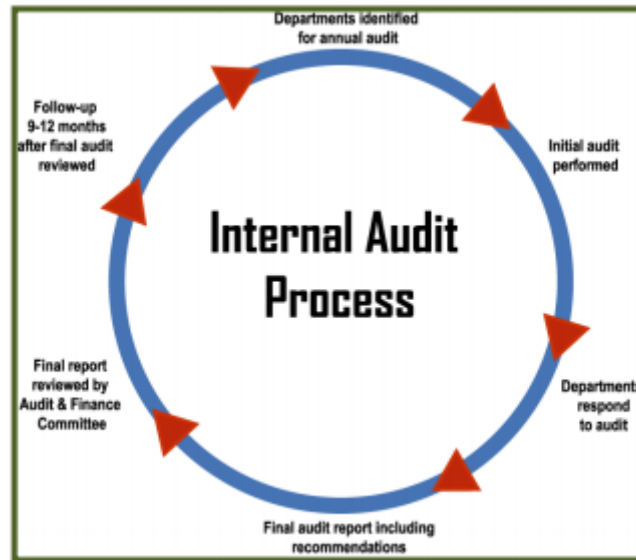 Departments identified
for annual audit
Initial audit
performed
Departments
respond
to audit
Final audit report including
recommendations
Final report
reviewed by
Audit & Finance
Committee
Follow-up
9-12 months
after final audit
reviewed
Internal Audit
Process